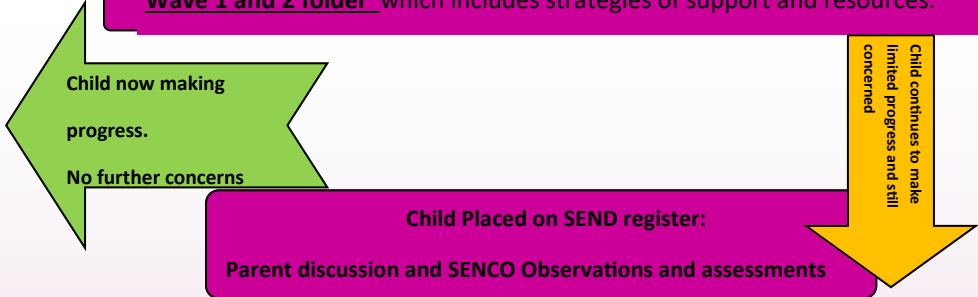 Wave 1 and 2 folder which includes strategies of support and resources.
Child now making
progress.
No further concerns
Child continues to make
limited progress and still
concerned
Child Placed on SEND register:
Parent discussion and SENCO Observations and assessments